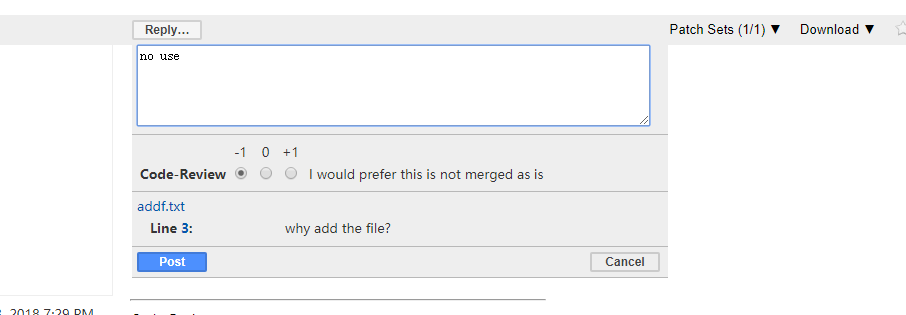 Reply…
Patch Sets (1/1) ▼ Download ▼
no use
-1 0 +1
Code-Review I would prefer this is not merged as is
addf.txt
Line 3: why add the file?
Post Cancel
2018 7:29 PM